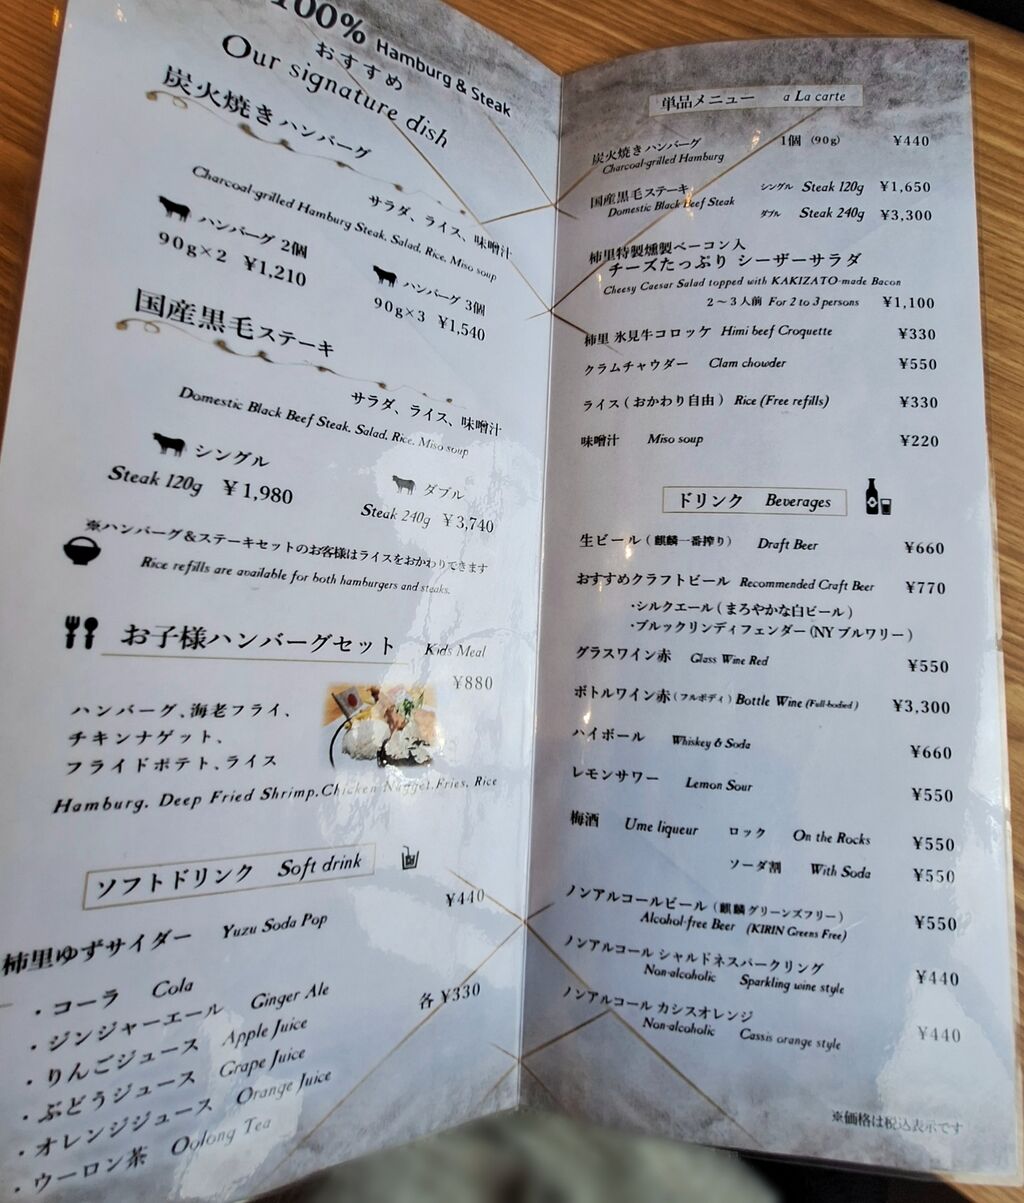 100% Hamburg & Steak
おすすめ
Our signature dish
炭火焼きハンバーグ
サラダ、ライス、味噌汁
Charcoal-grilled Hamburg Steak, Salad, Rice, Miso soup
ハンバーグ 2個
90g×2 ¥1,210
ハンバーグ 3個
90g×3 ¥1,540
国産黒毛ステーキ
サラダ、ライス、味噌汁
Domestic Black Beef Steak, Salad, Rice, Miso soup
シングル
Steak 120g ¥1,980
ダブル
Steak 240g ¥3,740
※ハンバーグ&ステーキセットのお客様はライスをおかわりできます
Rice refills are available for both hamburgers and steaks.
お子様ハンバーグセット Kids Meal
¥880
ハンバーグ、海老フライ、
チキンナゲット、
フライドポテト、ライス
Hamburg, Deep Fried Shrimp, Chicken Nugget, Fries, Rice
ソフトドリンク Soft drink
柿里ゆずサイダー Yuzu Soda Pop ¥440
・コーラ Cola
・ジンジャーエール Ginger Ale 各 ¥330
・りんごジュース Apple Juice
・ぶどうジュース Grape Juice
・オレンジジュース Orange Juice
・ウーロン茶 Oolong Tea
単品メニュー a La carte
炭火焼きハンバーグ 1個 (90g) ¥440
Charcoal-grilled Hamburg
国産黒毛ステーキ シングル Steak 120g ¥1,650
Domestic Black Beef Steak ダブル Steak 240g ¥3,300
柿里特製燻製ベーコン入
チーズたっぷり シーザーサラダ
Cheesy Caesar Salad topped with KAKIZATO-made Bacon
2〜3人前 For 2 to 3 persons ¥1,100
柿里 氷見牛コロッケ Himi beef Croquette ¥330
クラムチャウダー Clam chowder ¥550
ライス (おかわり自由) Rice (Free refills) ¥330
味噌汁 Miso soup ¥220
ドリンク Beverages
生ビール (麒麟一番搾り) Draft Beer ¥660
おすすめクラフトビール Recommended Craft Beer ¥770
・シルクエール (まろやかな白ビール)
・ブルックリンディフェンダー (NY ブルワリー)
グラスワイン赤 Glass Wine Red ¥550
ボトルワイン赤 (フルボディ) Bottle Wine (Full-bodied) ¥3,300
ハイボール Whiskey & Soda ¥660
レモンサワー Lemon Sour ¥550
梅酒 Ume liqueur ロック On the Rocks ¥550
ソーダ割 With Soda ¥550
ノンアルコールビール (麒麟グリーンズフリー) ¥550
Alcohol-free Beer (KIRIN Greens Free)
ノンアルコール シャルドネスパークリング ¥440
Non-alcoholic Sparkling wine style
ノンアルコール カシスオレンジ ¥440
Non-alcoholic Cassis orange style
※価格は税込表示です